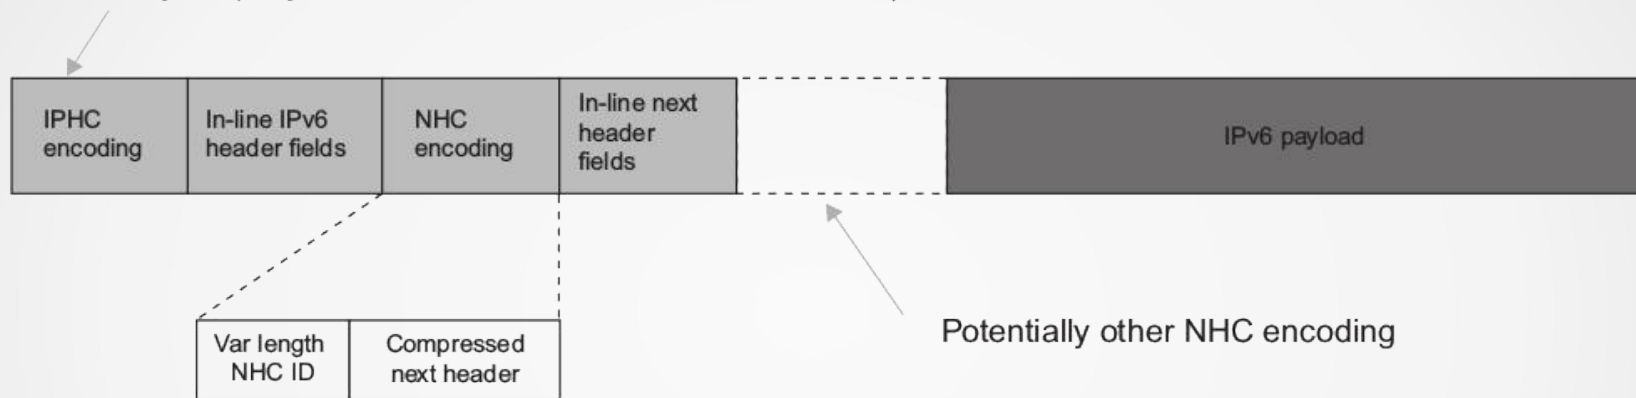 IPHC
encoding
In-line IPv6
header fields
NHC
encoding
In-line next
header
fields
IPv6 payload
Potentially other NHC encoding
Var length
NHC ID
Compressed
next header